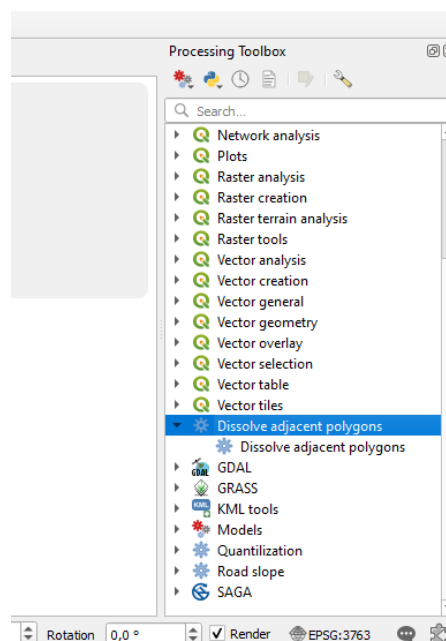 Processing Toolbox
Search...
Network analysis
Plots
Raster analysis
Raster creation
Raster terrain analysis
Raster tools
Vector analysis
Vector creation
Vector general
Vector geometry
Vector overlay
Vector selection
Vector table
Vector tiles
Dissolve adjacent polygons
Dissolve adjacent polygons
GDAL GDAL
GRASS
KML KML tools
Models
Quantilization
Road slope
SAGA
Rotation 0,0 ° Render EPSG:3763